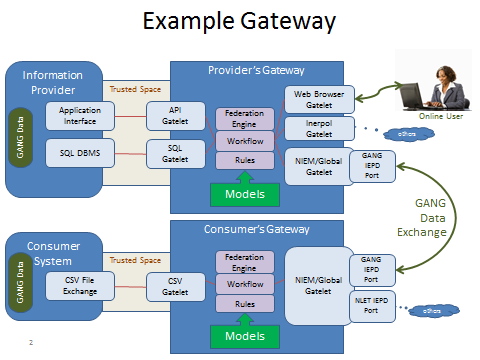 Example Gateway
Information
Provider
GANG Data
Application
Interface
SQL DBMS
Trusted Space
Provider's Gateway
API
Gatelet
SQL
Gatelet
Federation
Engine
Workflow
Rules
Models
Web Browser
Gatelet
Inerpol
Gatelet
NIEM/Global
Gatelet
GANG
IEPD
Port
Online User
others
GANG
Data
Exchange
Consumer
System
GANG Data
CSV File
Exchange
Trusted Space
Consumer's Gateway
CSV
Gatelet
Federation
Engine
Workflow
Rules
Models
NIEM/Global
Gatelet
GANG
IEPD
Port
NLET IEPD
Port
others
2